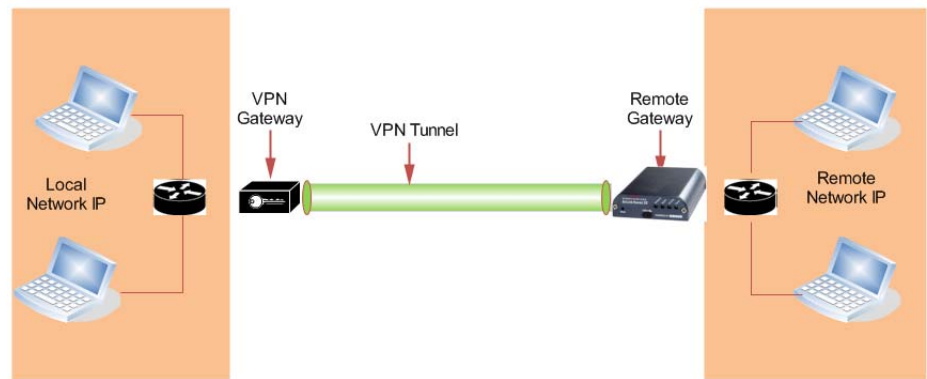 VPN
Gateway
VPN Tunnel
Remote
Gateway
Local
Network IP
Remote
Network IP